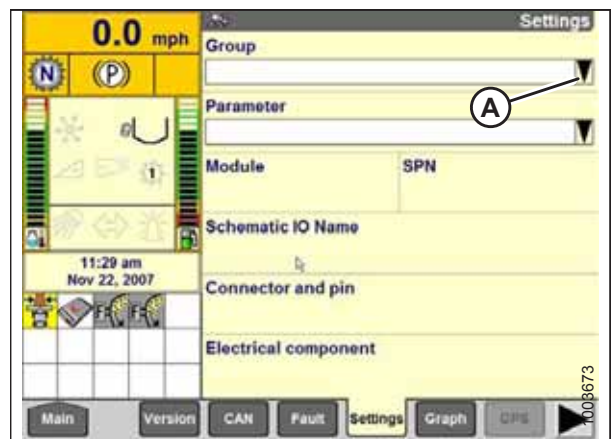 0.0 mph
Settings
N
(P)
Group
A
Parameter
1
Module
SPN
Schematic IO Name
11:29 am
Nov 22, 2007
Connector and pin
F
F
Electrical component
1003673
Main
Version
CAN
Fault
Settings
Graph
GPS